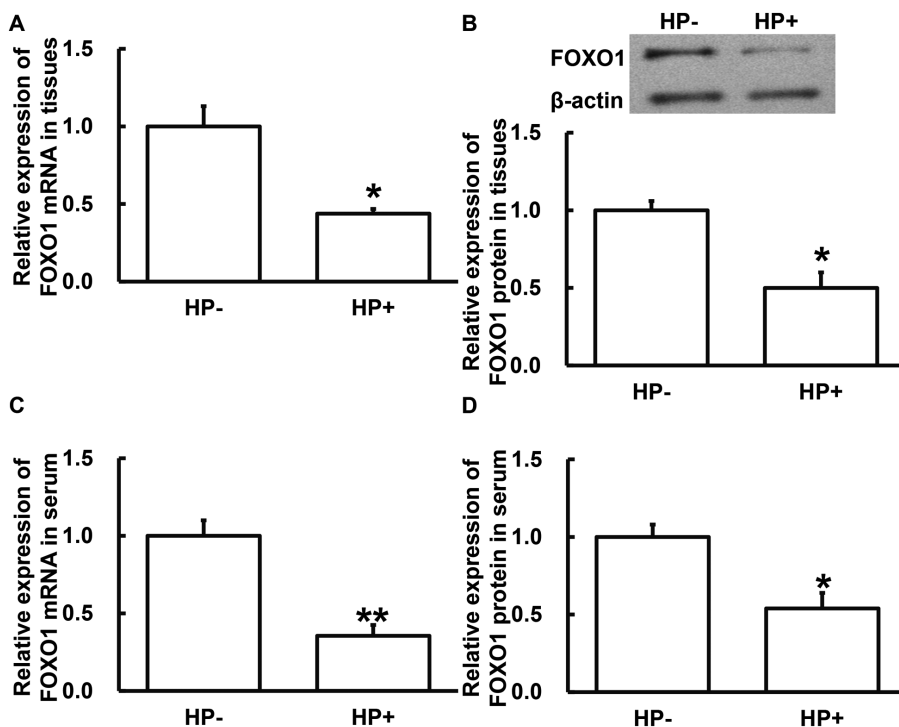 A
Relative expression of
FOXO1 mRNA in tissues
1.5
1.0
0.5
0.0
*
HP-
HP+
B
HP-
HP+
FOXO1
β-actin
Relative expression of
FOXO1 protein in tissues
1.5
1.0
0.5
0.0
*
HP-
HP+
C
Relative expression of
FOXO1 mRNA in serum
1.5
1.0
0.5
0.0
**
HP-
HP+
D
Relative expression of
FOXO1 protein in serum
1.5
1.0
0.5
0.0
*
HP-
HP+